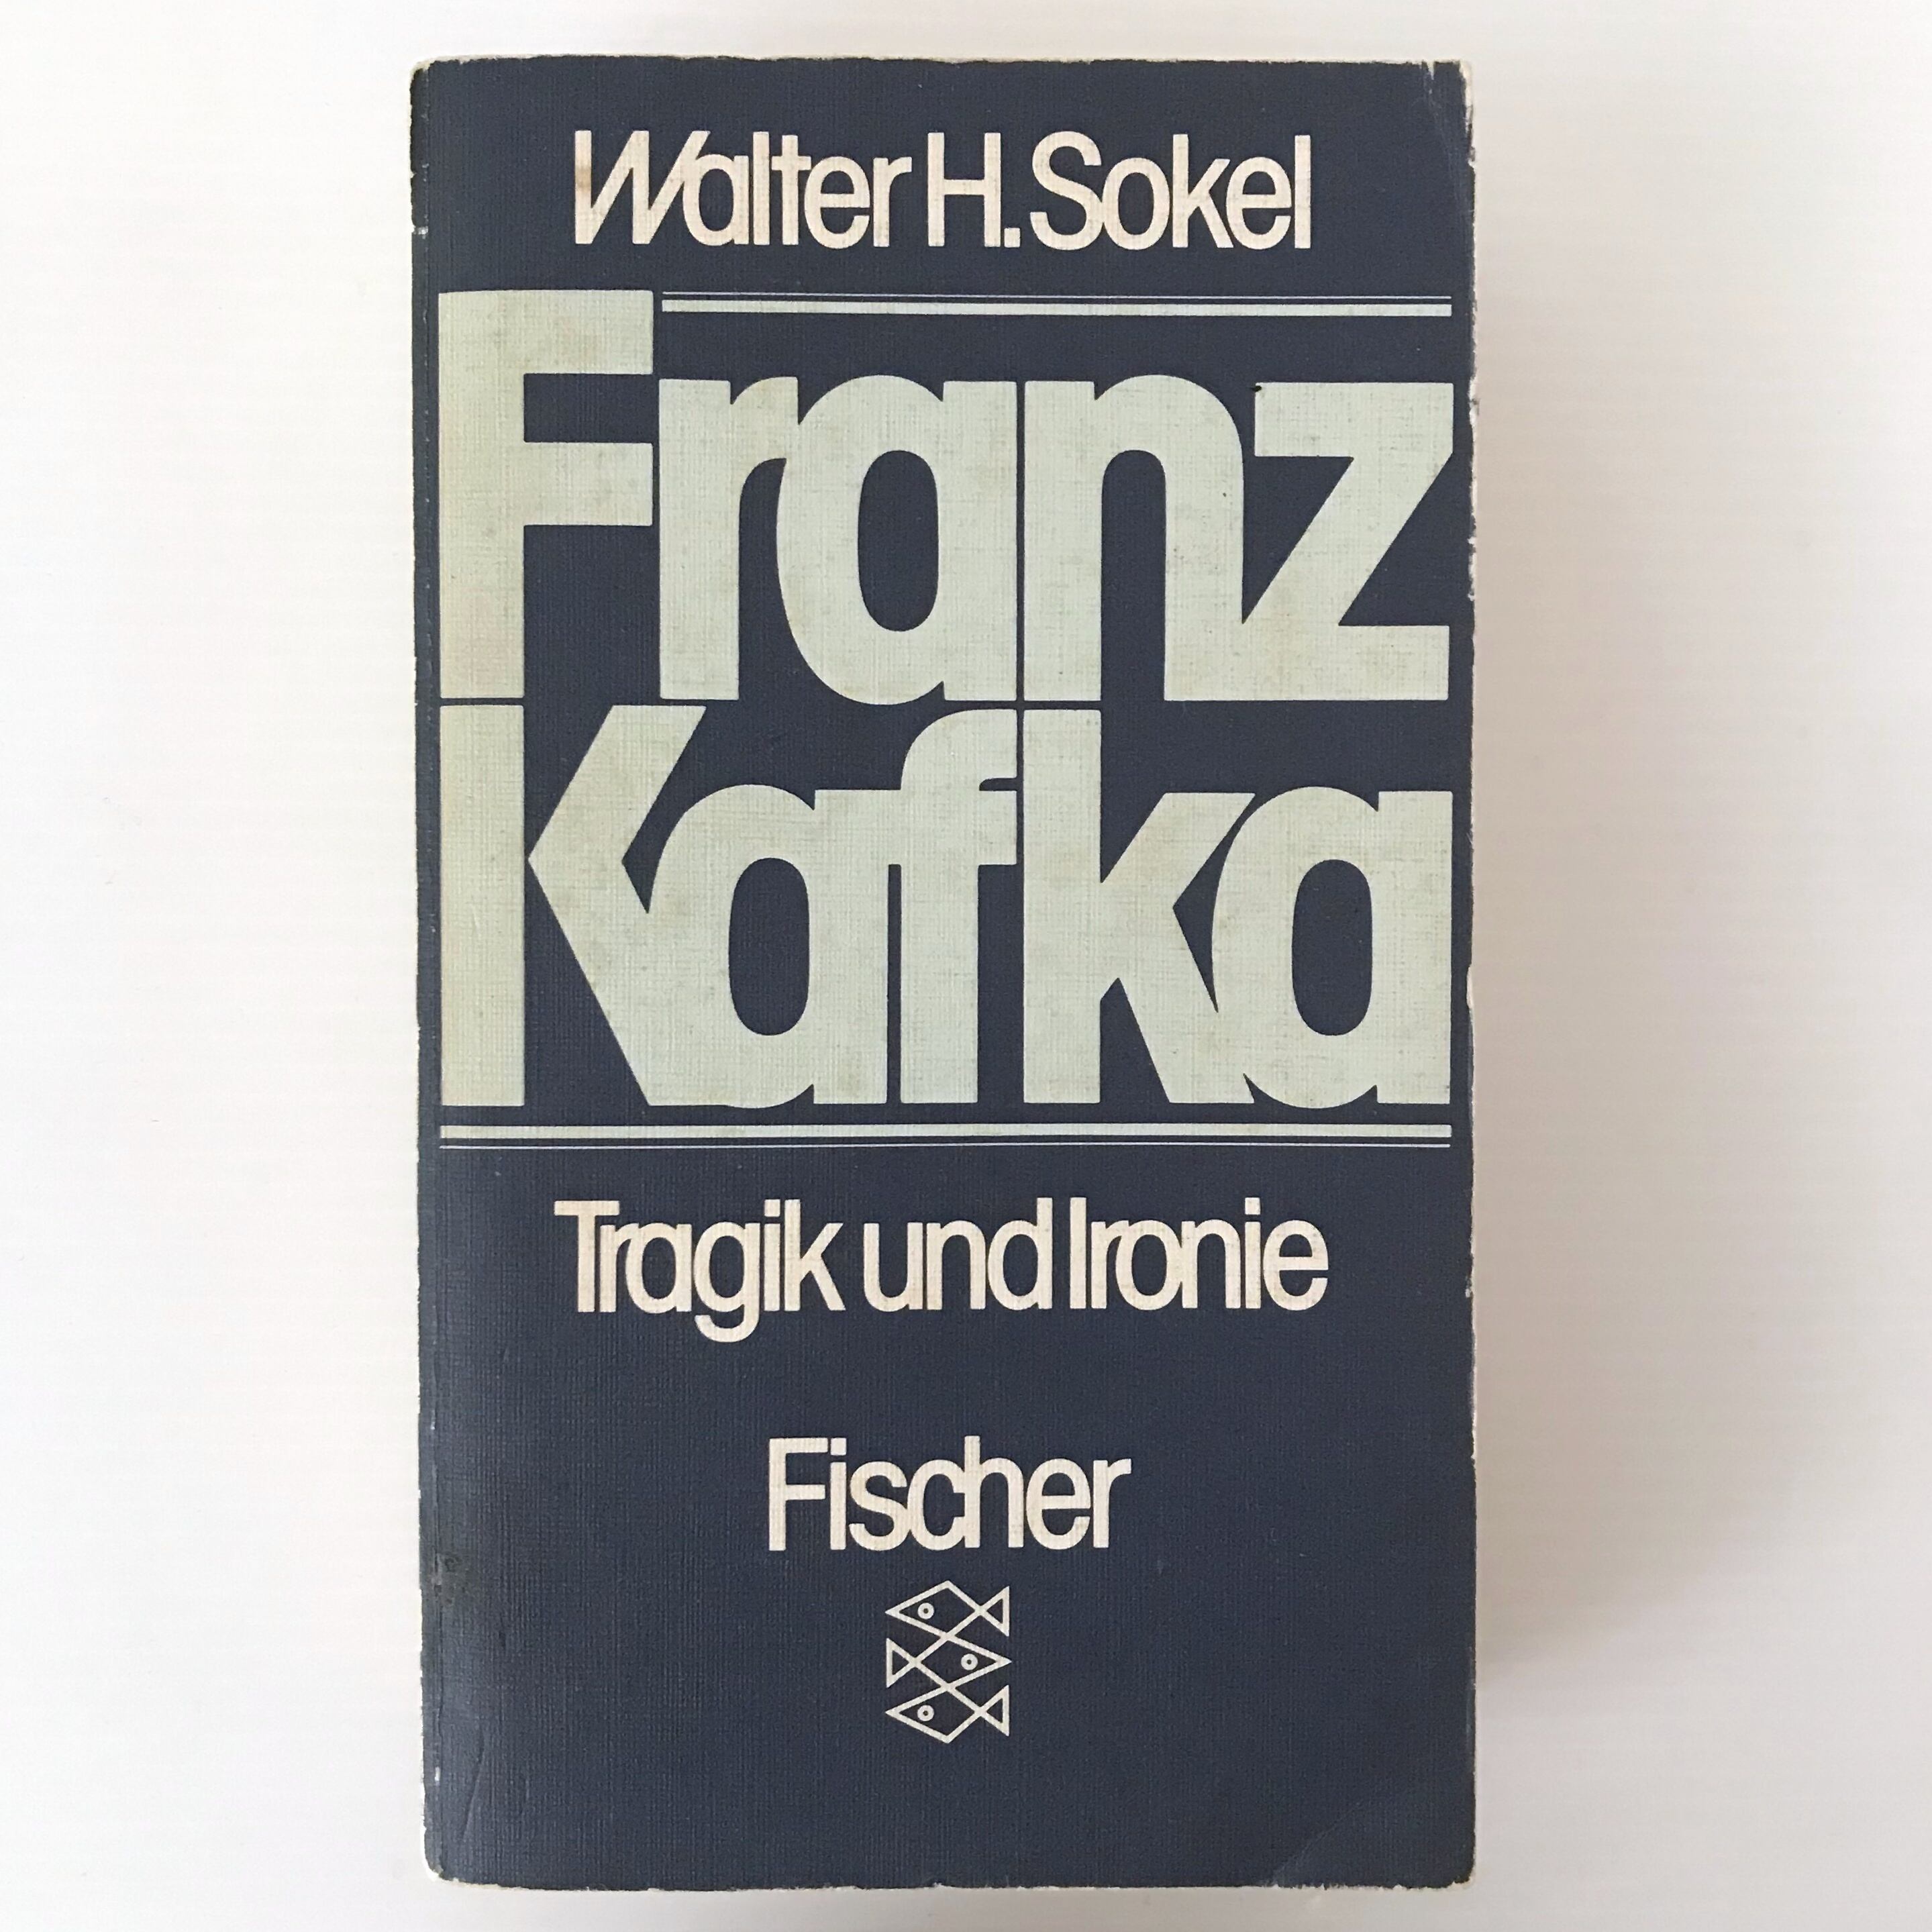 Walter H. Sokel
Franz
Kafka
Tragik und Ironie
Fischer